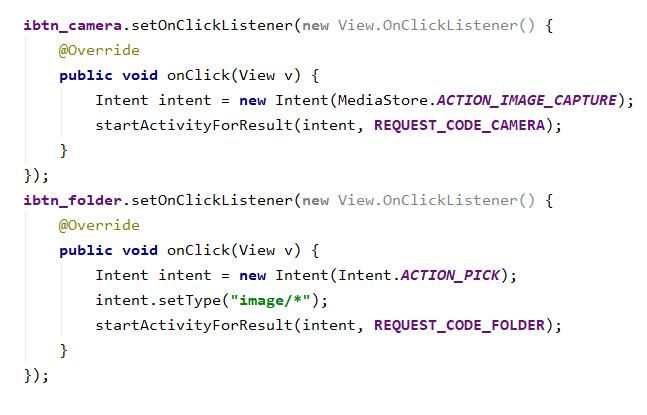 ibtn_camera.setOnClickListener(new View.OnClickListener() {
    @Override
    public void onClick(View v) {
        Intent intent = new Intent(MediaStore.ACTION_IMAGE_CAPTURE);
        startActivityForResult(intent, REQUEST_CODE_CAMERA);
    }
});
ibtn_folder.setOnClickListener(new View.OnClickListener() {
    @Override
    public void onClick(View v) {
        Intent intent = new Intent(Intent.ACTION_PICK);
        intent.setType("image/*");
        startActivityForResult(intent, REQUEST_CODE_FOLDER);
    }
});